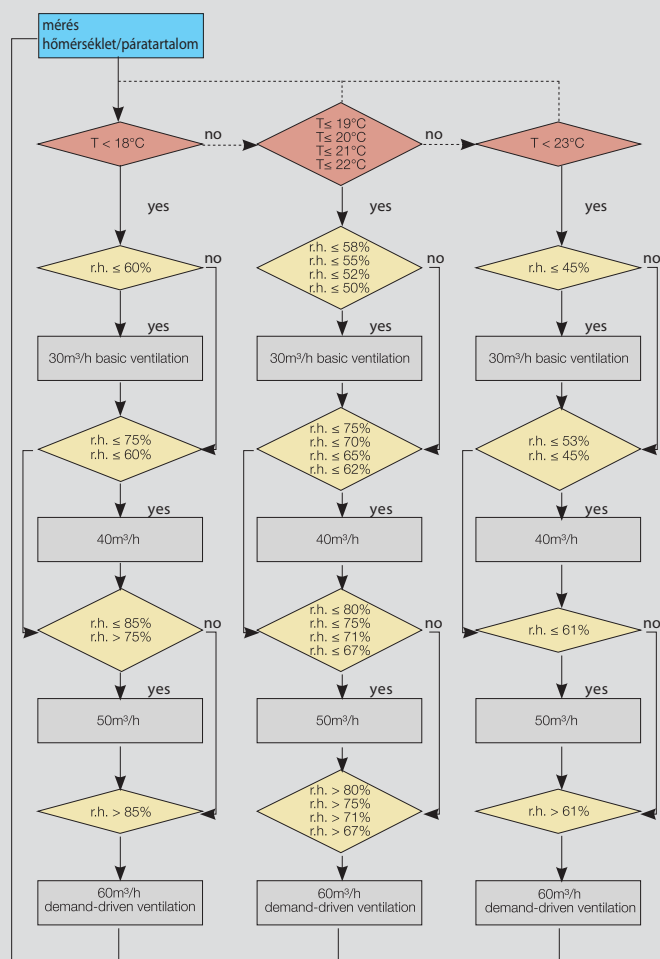 mérés
hőmérséklet/páratartalom
T < 18°C
no
T≤ 19°C
T≤ 20°C
T≤ 21°C
T≤ 22°C
no
T < 23°C
yes
yes
yes
r.h. ≤ 60%
no
r.h. ≤ 58%
r.h. ≤ 55%
r.h. ≤ 52%
r.h. ≤ 50%
no
r.h. ≤ 45%
no
yes
yes
yes
30m³/h basic ventilation
30m³/h basic ventilation
30m³/h basic ventilation
r.h. ≤ 75%
r.h. ≤ 60%
no
r.h. ≤ 75%
r.h. ≤ 70%
r.h. ≤ 65%
r.h. ≤ 62%
r.h. ≤ 53%
r.h. ≤ 45%
yes
yes
yes
40m³/h
40m³/h
40m³/h
r.h. ≤ 85%
r.h. > 75%
no
r.h. ≤ 80%
r.h. ≤ 75%
r.h. ≤ 71%
r.h. ≤ 67%
no
r.h. ≤ 61%
no
yes
yes
yes
50m³/h
50m³/h
50m³/h
r.h. > 85%
r.h. > 80%
r.h. > 75%
r.h. > 71%
r.h. > 67%
r.h. > 61%
60m³/h
demand-driven ventilation
60m³/h
demand-driven ventilation
60m³/h
demand-driven ventilation